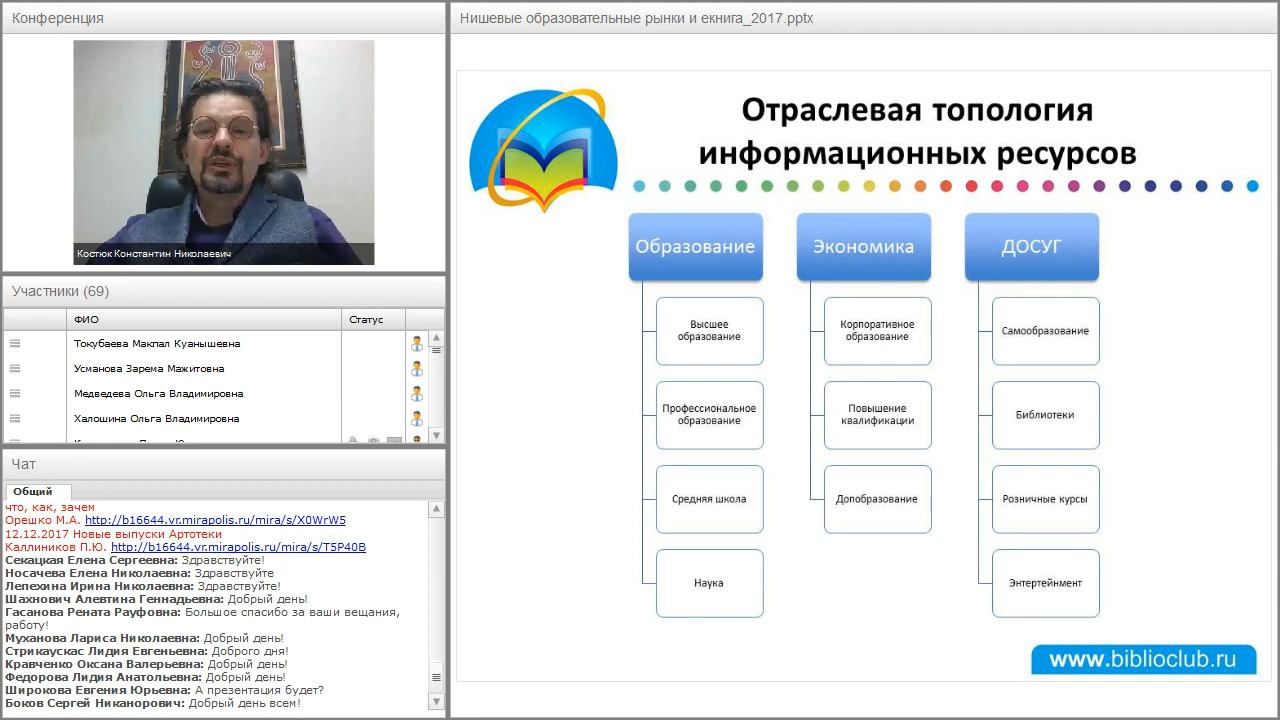 Конференция
Костюк Константин Николаевич
Участники (69)
ФИО
Статус
Токубаева Макпал Куанышевна
Усманова Зарема Мажитовна
Медведева Ольга Владимировна
Халошина Ольга Владимировна
Чат
Общий
что, как, зачем
Орешко М.А. http://b16644.vr.mirapolis.ru/mira/s/X0WrW5
12.12.2017 Новые выпуски Артотеки
Каллиников П.Ю. http://b16644.vr.mirapolis.ru/mira/s/T5P40B
Секацкая Елена Сергеевна: Здравствуйте!
Носачева Елена Николаевна: Здравствуйте
Лепехина Ирина Николаевна: Здравствуйте!
Шахнович Алевтина Геннадьевна: Добрый день!
Гасанова Рената Рауфовна: Большое спасибо за ваши вещания,
работу!
Муханова Лариса Николаевна: Добрый день!
Стрикаускас Лидия Евгеньевна: Доброго дня!
Кравченко Оксана Валерьевна: Добрый день!
Федорова Лидия Анатольевна: Добрый день!
Широкова Евгения Юрьевна: А презентация будет?
Боков Сергей Никанорович: Добрый день всем!
Нишевые образовательные рынки и екнига_2017.pptx
Отраслевая топология
информационных ресурсов
Образование
Высшее
образование
Профессиональное
образование
Средняя школа
Наука
Экономика
Корпоративное
образование
Повышение
квалификации
Допобразование
ДОСУГ
Самообразование
Библиотеки
Розничные курсы
Энтертейнмент
www.biblioclub.ru